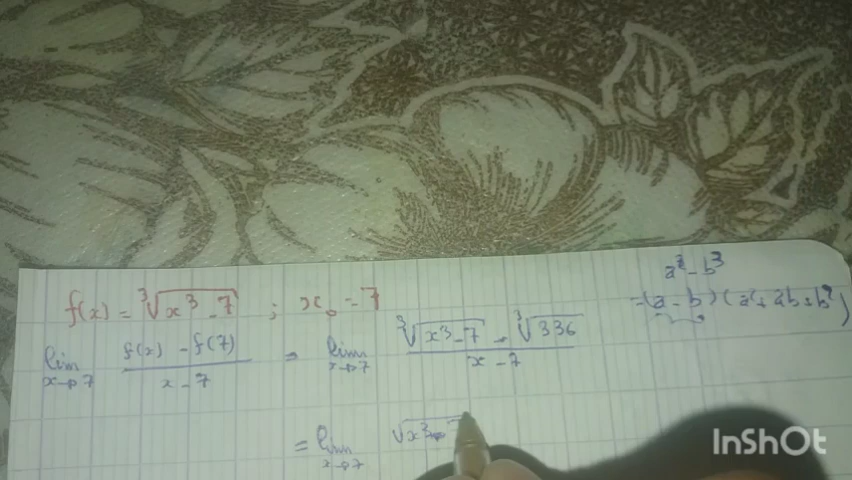 a³ - b³
f(x) = ∛(x³ - 7) ; x₀ = 7
= (a - b)(a² + ab + b²)
lim x→7 (f(x) - f(7))/(x - 7) = lim x→7 (∛(x³ - 7) - ∛336)/(x - 7)
= lim x→7 √x³ -
InShOt